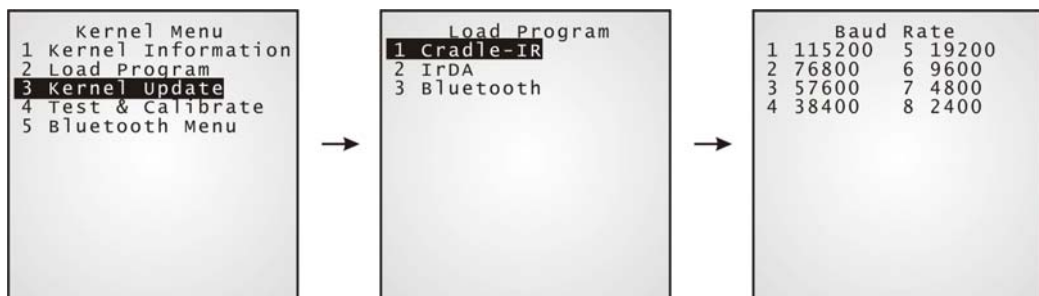 Kernel Menu
1 Kernel Information
2 Load Program
3 Kernel Update
4 Test & Calibrate
5 Bluetooth Menu
Load Program
1 Cradle-IR
2 IrDA
3 Bluetooth
Baud Rate
1 115200 5 19200
2 76800 6 9600
3 57600 7 4800
4 38400 8 2400